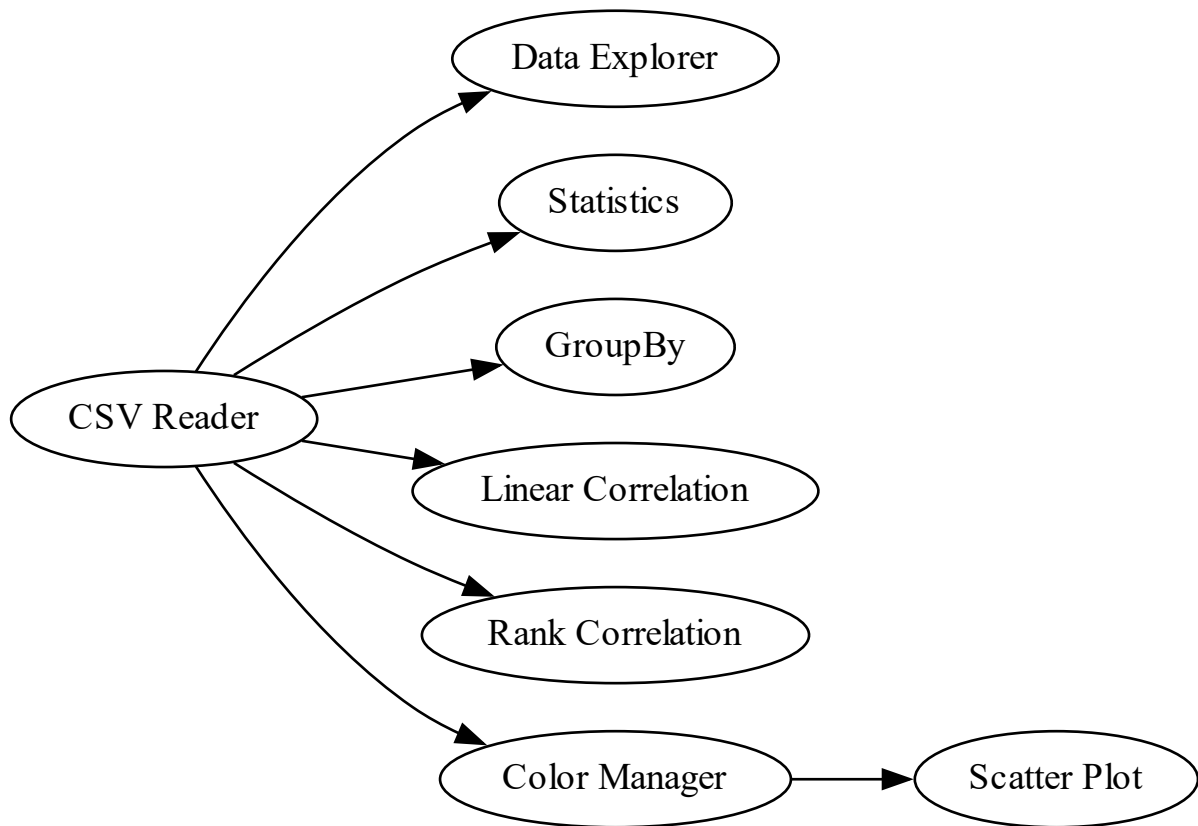 Data Explorer
Statistics
GroupBy
CSV Reader
Linear Correlation
Rank Correlation
Color Manager
Scatter Plot